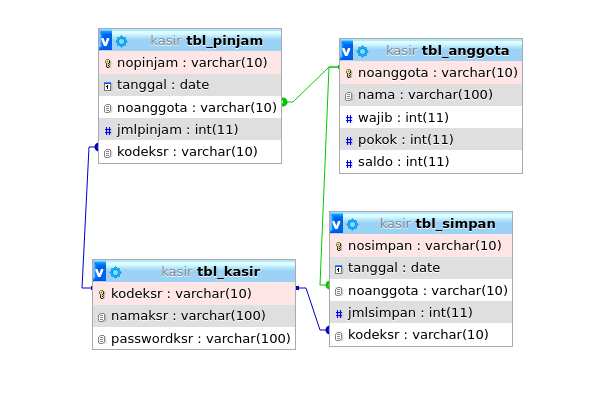 kasir tbl_pinjam
nopinjam : varchar(10)
tanggal : date
noanggota : varchar(10)
jmlpinjam : int(11)
kodeksr : varchar(10)
kasir tbl_anggota
noanggota : varchar(10)
nama : varchar(100)
wajib : int(11)
pokok : int(11)
saldo : int(11)
kasir tbl_kasir
kodeksr : varchar(10)
namaksr : varchar(100)
passwordksr : varchar(100)
kasir tbl_simpan
nosimpan : varchar(10)
tanggal : date
noanggota : varchar(10)
jmlsimpan : int(11)
kodeksr : varchar(10)